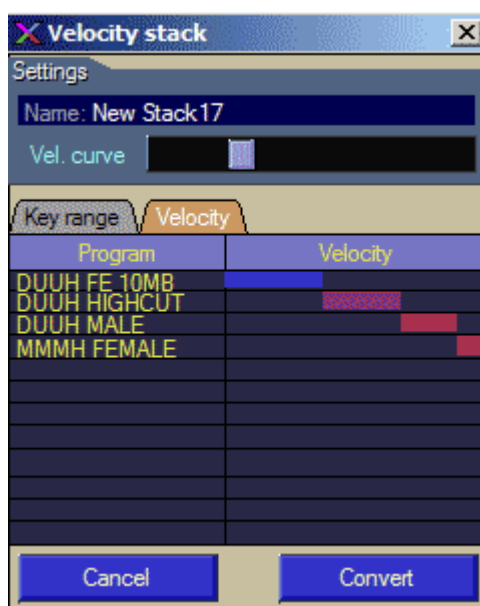 Velocity stack
Settings
Name: New Stack17
Vel. curve
Key range Velocity
Program Velocity
DUUH FE 10MB
DUUH HIGHCUT
DUUH MALE
MMMH FEMALE
Cancel Convert